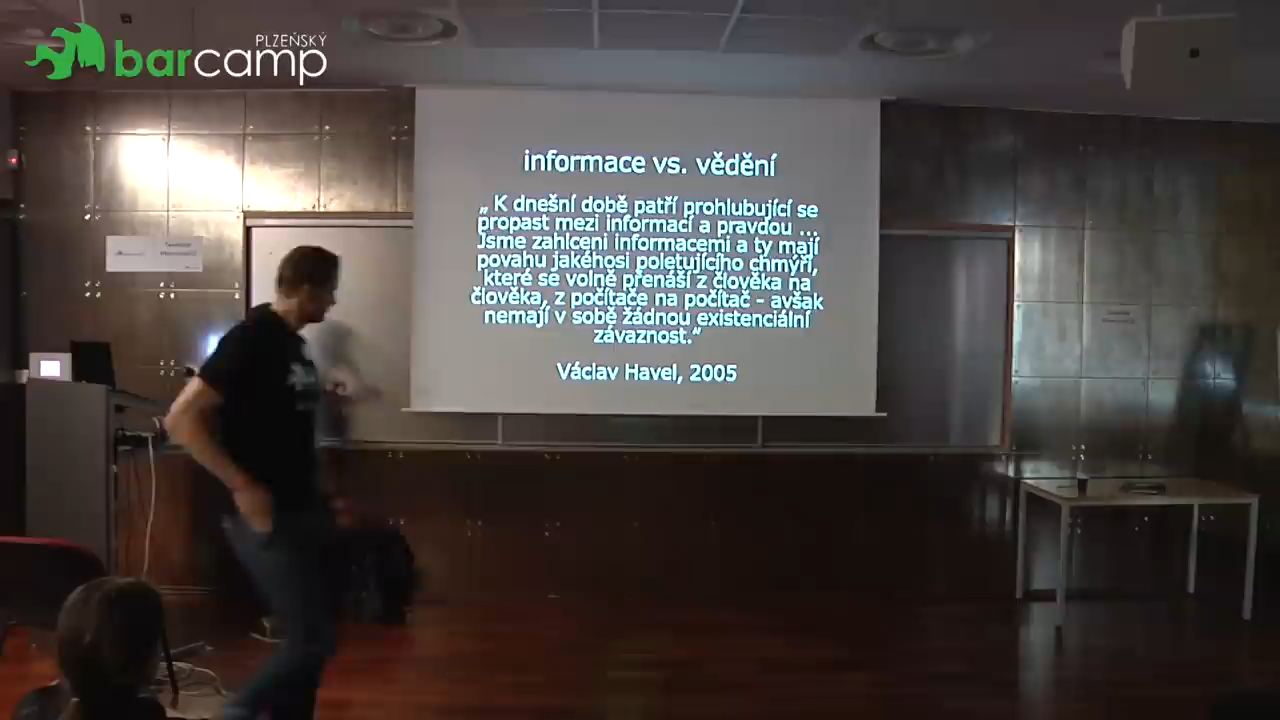 PLZEŇSKÝ
barcamp
informace vs. vědění
„ K dnešní době patří prohlubující se
propast mezi informací a pravdou ...
Jsme zahlceni informacemi a ty mají
povahu jakéhosi poletujícího chmýří,
které se volně přenáší z člověka na
člověka, z počítače na počítač - avšak
nemají v sobě žádnou existenciální
závaznost.“
Václav Havel, 2005